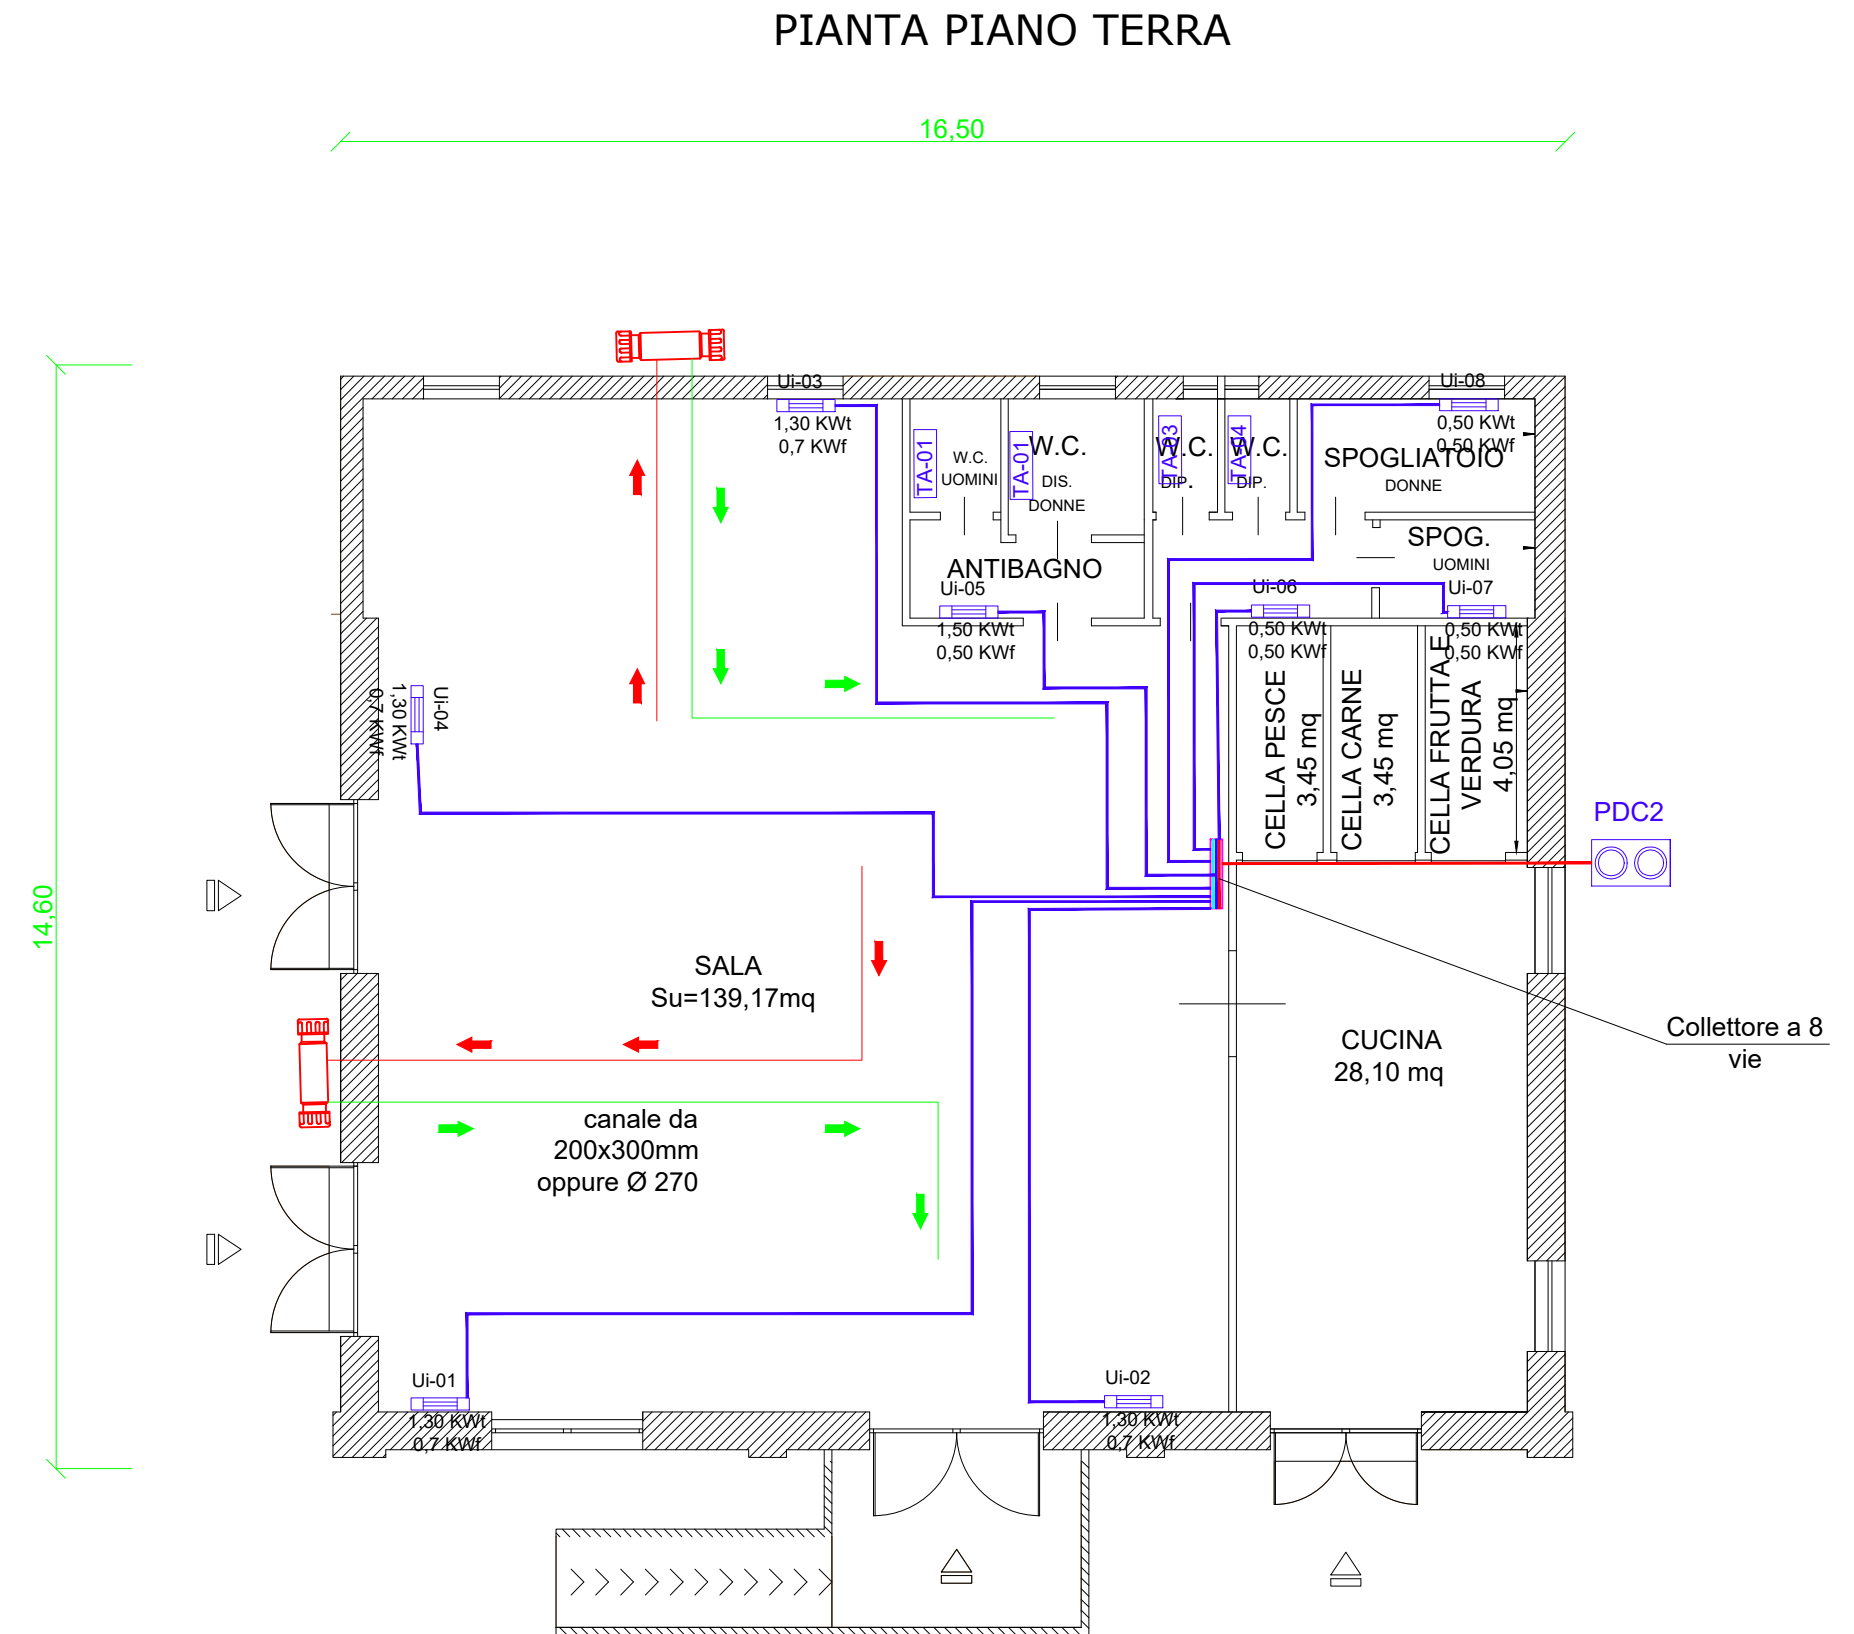 PIANTA PIANO TERRA
16,50
14,60
Ui-03
1,30 KWt
0,7 KWf
Ui-08
0,50 KWt
0,50 KWf
TA-01
W.C.
UOMINI
TA-01
W.C.
DIS.
DONNE
TA-03
W.C.
DIP.
TA-04
W.C.
DIP.
SPOGLIATOIO
DONNE
SPOG.
UOMINI
ANTIBAGNO
Ui-05
1,50 KWt
0,50 KWf
Ui-06
0,50 KWt
0,50 KWf
Ui-07
0,50 KWt
0,50 KWf
Ui-04
1,30 KWt
0,7 KWf
CELLA PESCE
3,45 mq
CELLA CARNE
3,45 mq
CELLA FRUTTA E
VERDURA
4,05 mq
PDC2
SALA
Su=139,17mq
CUCINA
28,10 mq
Collettore a 8
vie
canale da
200x300mm
oppure Ø 270
Ui-01
1,30 KWt
0,7 KWf
Ui-02
1,30 KWt
0,7 KWf